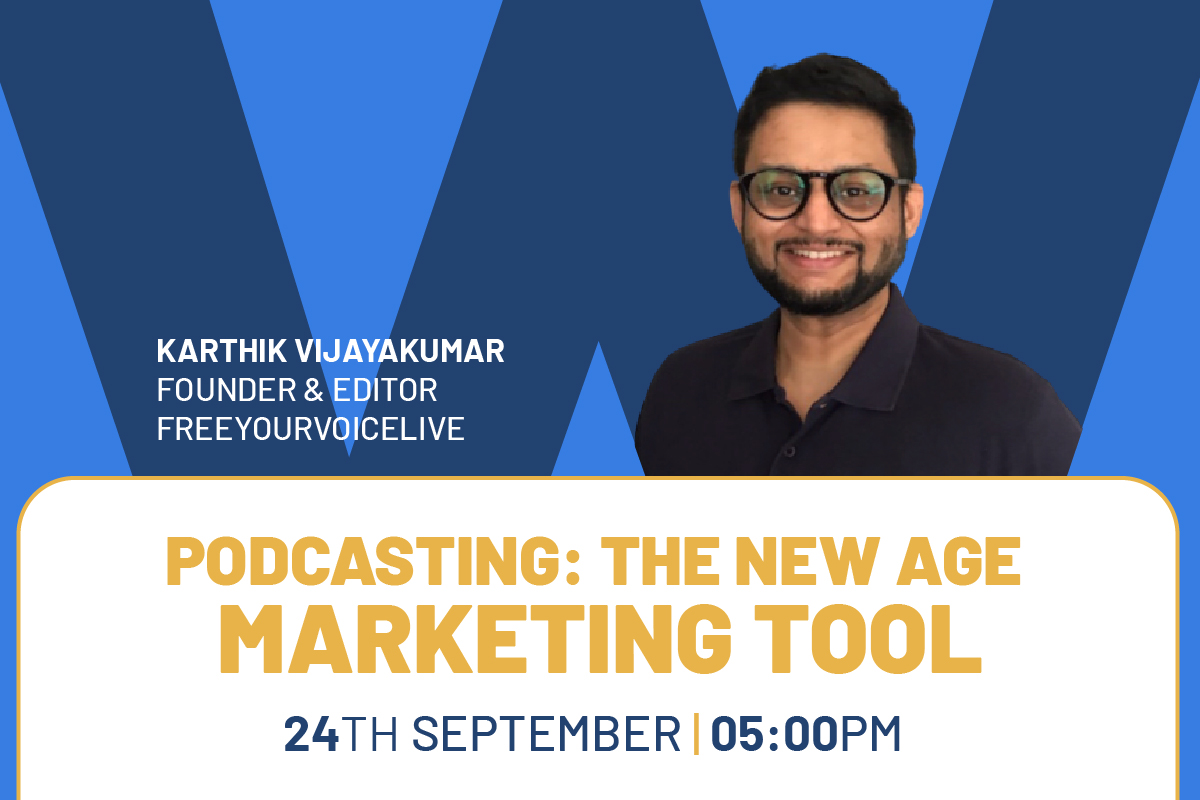 KARTHIK VIJAYAKUMAR
FOUNDER & EDITOR
FREEYOURVOICELIVE
PODCASTING: THE NEW AGE
MARKETING TOOL
24TH SEPTEMBER | 05:00PM